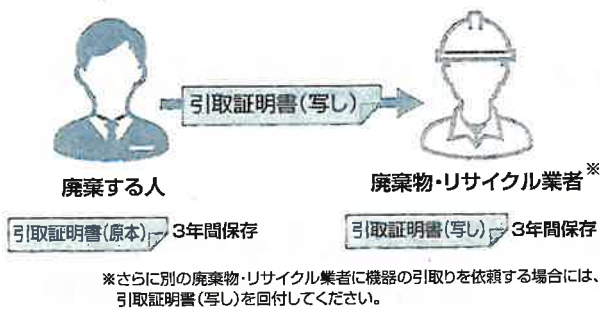 引取証明書(写し)
廃棄する人
廃棄物・リサイクル業者※
引取証明書(原本) 3年間保存
引取証明書(写し) 3年間保存
※さらに別の廃棄物・リサイクル業者に機器の引取りを依頼する場合には、
引取証明書(写し)を回付してください。